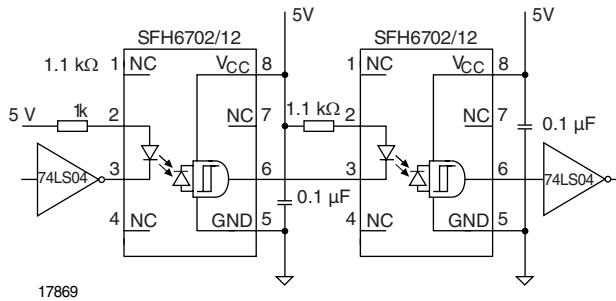 5V
5V
SFH6702/12
SFH6702/12
1.1 kΩ
1 NC
VCC 8
1 NC
VCC 8
5 V
1k
2
NC 7
1.1 kΩ
2
NC 7
0.1 µF
74LS04
3
6
3
6
74LS04
0.1 µF
4 NC
GND 5
4 NC
GND 5
17869